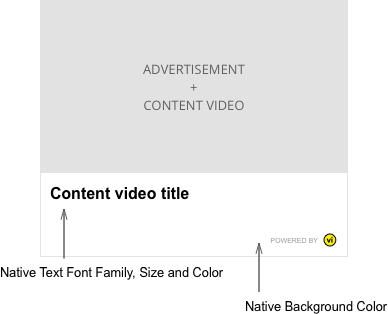 ADVERTISEMENT
+
CONTENT VIDEO
Content video title
POWERED BY vi
Native Text Font Family, Size and Color
Native Background Color